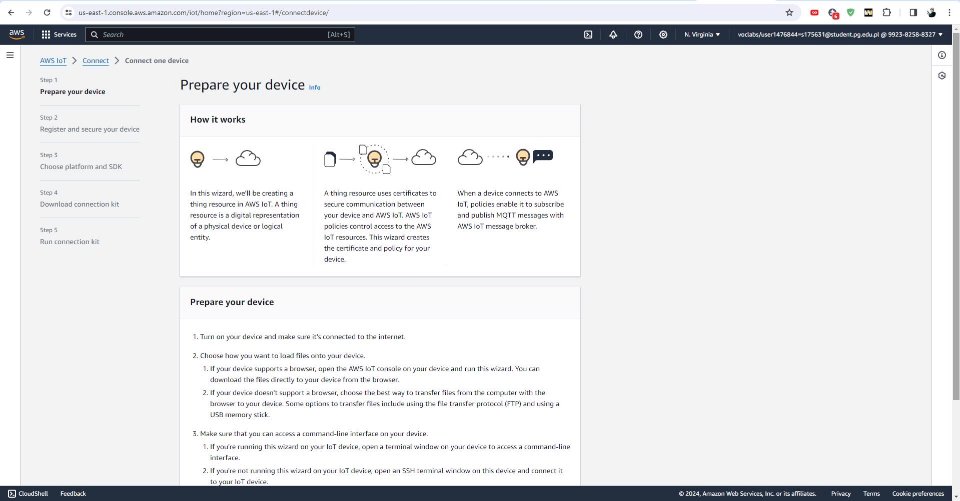 us-east-1.console.aws.amazon.com/iot/home?region=us-east-1#/connectdevice/
aws
Services
Search
[Alt+S]
N. Virginia
voclabs/user1476844=s175631@student.pg.edu.pl @ 9923-8258-8327
AWS IoT
Connect
Connect one device
Step 1
Prepare your device
Step 2
Register and secure your device
Step 3
Choose platform and SDK
Step 4
Download connection kit
Step 5
Run connection kit
Prepare your device Info
How it works
In this wizard, we'll be creating a
thing resource in AWS IoT. A thing
resource is a digital representation
of a physical device or logical
entity.
A thing resource uses certificates to
secure communication between
your device and AWS IoT. AWS IoT
policies control access to the AWS
IoT resources. This wizard creates
the certificate and policy for your
device.
When a device connects to AWS
IoT, policies enable it to subscribe
and publish MQTT messages with
AWS IoT message broker.
Prepare your device
1. Turn on your device and make sure it's connected to the internet.
2. Choose how you want to load files onto your device.
1. If your device supports a browser, open the AWS IoT console on your device and run this wizard. You can
download the files directly to your device from the browser.
2. If your device doesn't support a browser, choose the best way to transfer files from the computer with the
browser to your device. Some options to transfer files include using the file transfer protocol (FTP) and using a
USB memory stick.
3. Make sure that you can access a command-line interface on your device.
1. If you're running this wizard on your IoT device, open a terminal window on your device to access a command-line
interface.
2. If you're not running this wizard on your IoT device, open an SSH terminal window on this device and connect it
to your IoT device.
CloudShell
Feedback
© 2024, Amazon Web Services, Inc. or its affiliates.
Privacy
Terms
Cookie preferences